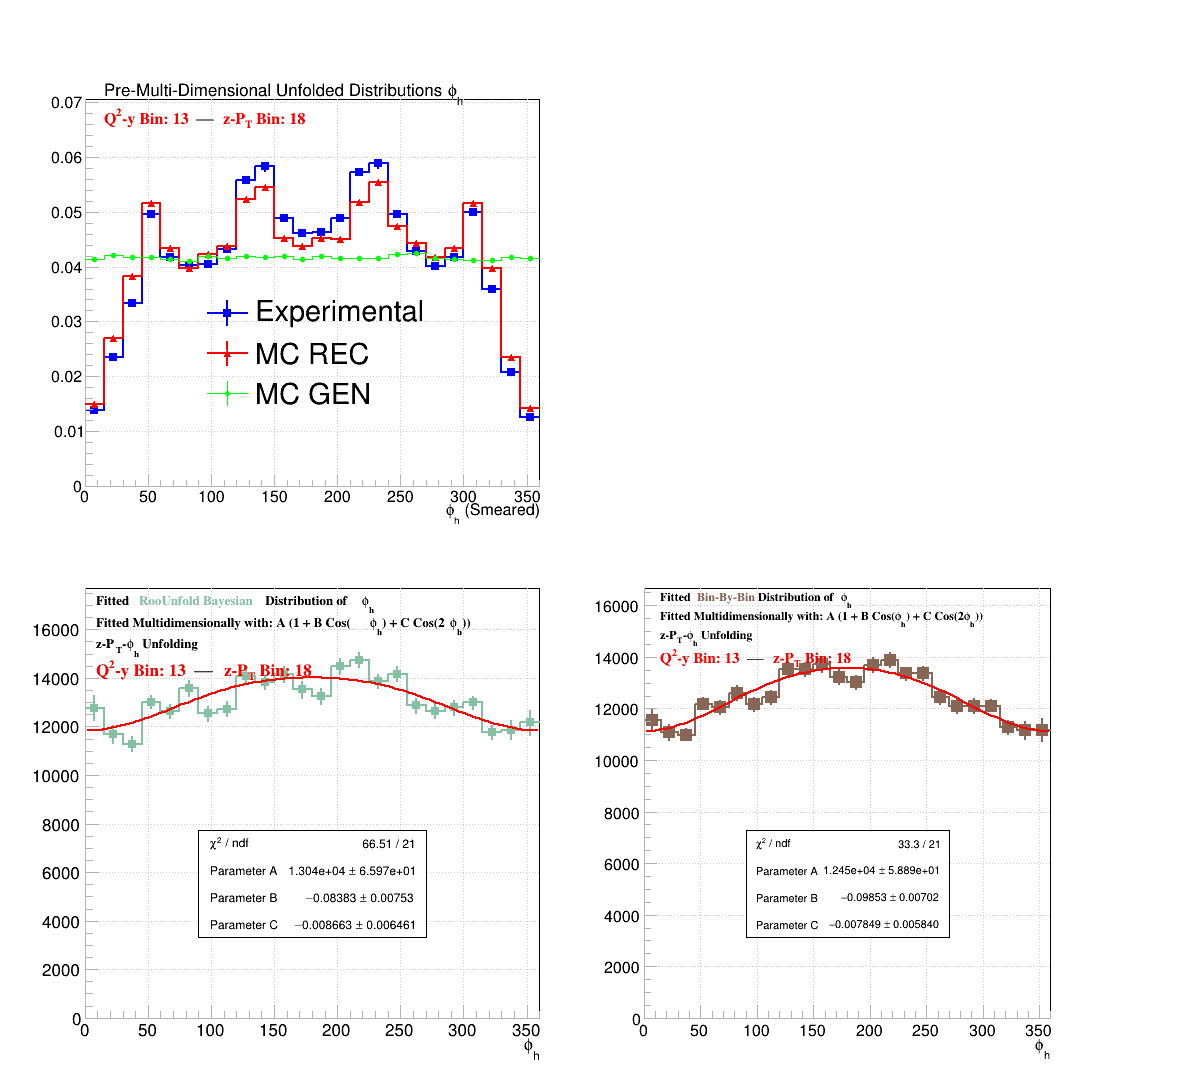 Pre-Multi-Dimensional Unfolded Distributions ϕh
Q2-y Bin: 13 — z-PT Bin: 18
0.07
0.06
0.05
0.04
0.03
0.02
0.01
0
Experimental
MC REC
MC GEN
0 50 100 150 200 250 300 350
ϕh (Smeared)
Fitted RooUnfold Bayesian Distribution of ϕh
Fitted Multidimensionally with: A (1 + B Cos( ϕh) + C Cos(2 ϕh))
z-PT-ϕh Unfolding
Q2-y Bin: 13 — z-PT Bin: 18
16000
14000
12000
10000
8000
6000
4000
2000
0
χ2 / ndf 66.51 / 21
Parameter A 1.304e+04 ± 6.597e+01
Parameter B −0.08383 ± 0.00753
Parameter C −0.008663 ± 0.006461
0 50 100 150 200 250 300 350
ϕh
Fitted Bin-By-Bin Distribution of ϕh
Fitted Multidimensionally with: A (1 + B Cos(ϕh) + C Cos(2ϕh))
z-PT-ϕh Unfolding
Q2-y Bin: 13 — z-PT Bin: 18
16000
14000
12000
10000
8000
6000
4000
2000
0
χ2 / ndf 33.3 / 21
Parameter A 1.245e+04 ± 5.889e+01
Parameter B −0.09853 ± 0.00702
Parameter C −0.007849 ± 0.005840
0 50 100 150 200 250 300 350
ϕh